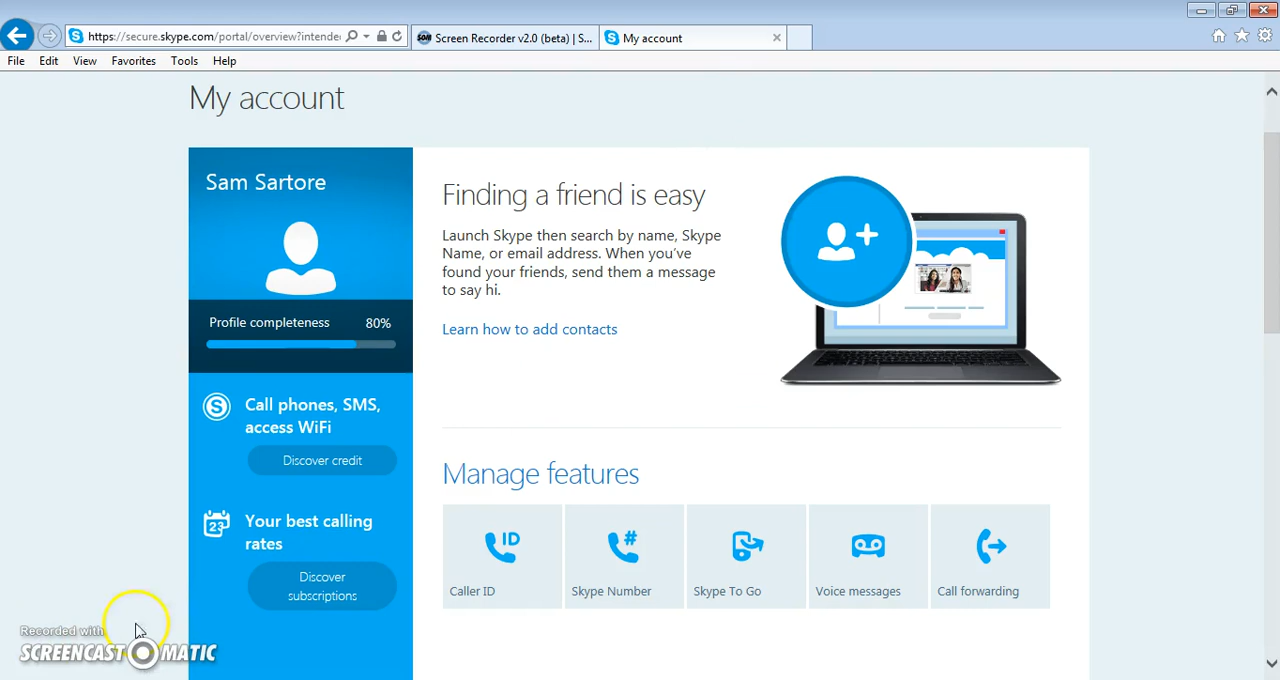 https://secure.skype.com/portal/overview?intende
Screen Recorder v2.0 (beta) | S...
My account
File Edit View Favorites Tools Help
My account
Sam Sartore
Profile completeness 80%
Call phones, SMS,
access WiFi
Discover credit
23
Your best calling
rates
Discover
subscriptions
Finding a friend is easy
Launch Skype then search by name, Skype
Name, or email address. When you've
found your friends, send them a message
to say hi.
Learn how to add contacts
Manage features
ID
Caller ID
#
Skype Number
Skype To Go
Voice messages
Call forwarding
Recorded with
SCREENCAST MATIC